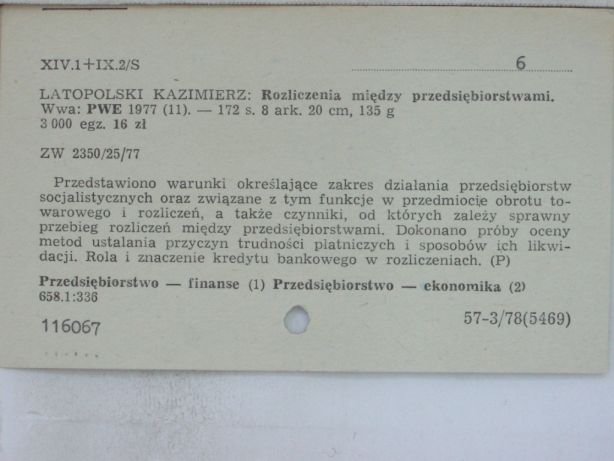 XIV.1+IX.2/S 6
LATOPOLSKI KAZIMIERZ: Rozliczenia między przedsiębiorstwami.
Wwa: PWE 1977 (11). — 172 s. 8 ark. 20 cm, 135 g
3 000 egz. 16 zł
ZW 2350/25/77
Przedstawiono warunki określające zakres działania przedsiębiorstw
socjalistycznych oraz związane z tym funkcje w przedmiocie obrotu to-
warowego i rozliczeń, a także czynniki, od których zależy sprawny
przebieg rozliczeń między przedsiębiorstwami. Dokonano próby oceny
metod ustalania przyczyn trudności płatniczych i sposobów ich likwi-
dacji. Rola i znaczenie kredytu bankowego w rozliczeniach. (P)
Przedsiębiorstwo — finanse (1) Przedsiębiorstwo — ekonomika (2)
658.1:336
116067 57-3/78(5469)